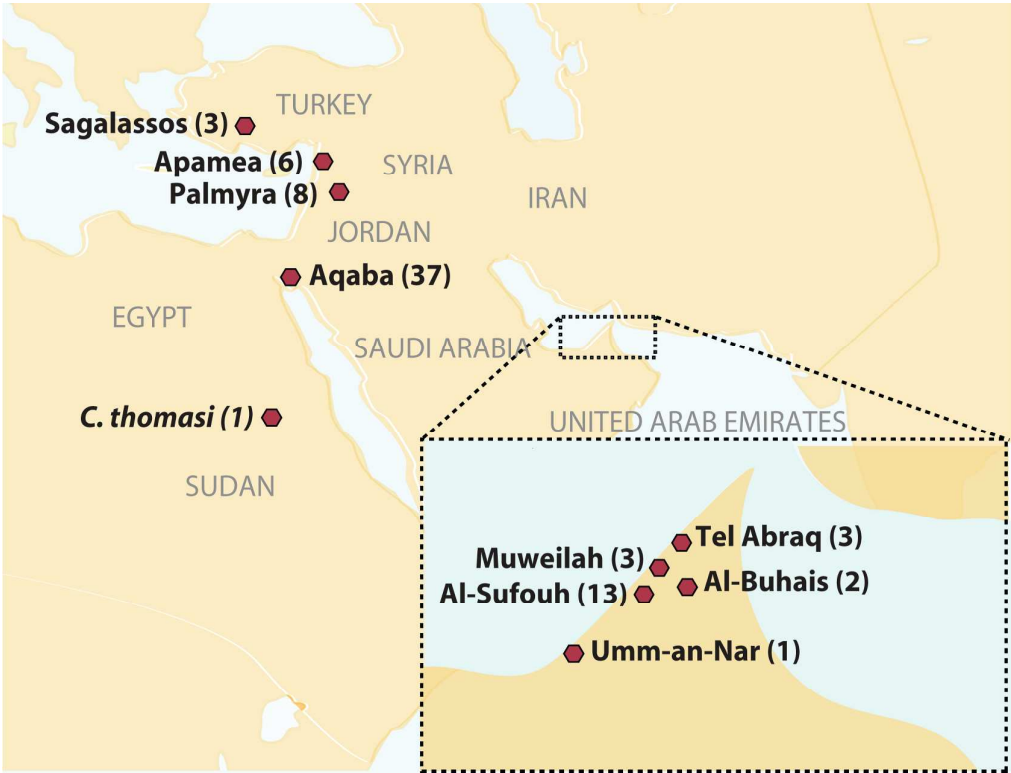 TURKEY
Sagalassos (3)
Apamea (6)
SYRIA
Palmyra (8)
IRAN
JORDAN
Aqaba (37)
EGYPT
SAUDI ARABIA
C. thomasi (1)
UNITED ARAB EMIRATES
SUDAN
Tel Abraq (3)
Muweilah (3)
Al-Buhais (2)
Al-Sufouh (13)
Umm-an-Nar (1)